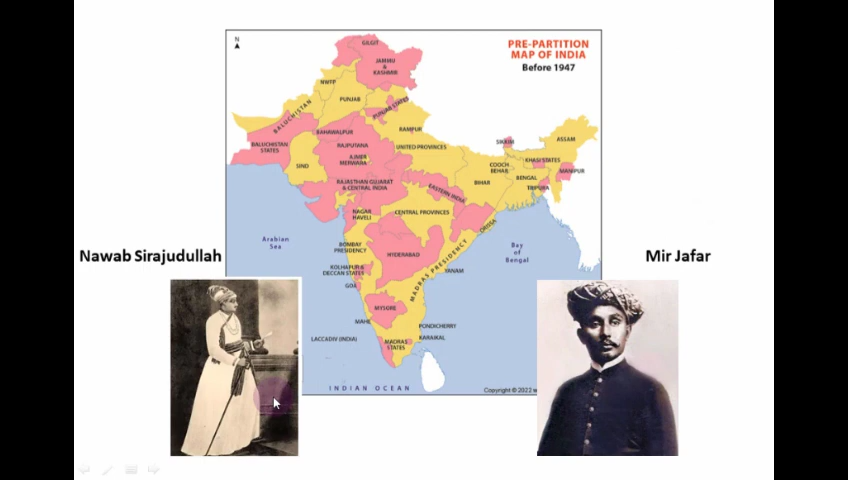 N
PRE-PARTITION
MAP OF INDIA
Before 1947
GILGIT
JAMMU
&
KASHMIR
NWFP
PUNJAB
PUNJAB STATES
BALUCHISTAN
BALUCHISTAN
STATES
BAHAWALPUR
RAMPUR
RAJPUTANA
UNITED PROVINCES
SIKKIM
ASSAM
AJMER
MERWARA
SIND
COOCH
BEHAR
KHASI STATES
MANIPUR
BIHAR
BENGAL
TRIPURA
RAJASTHAN GUJARAT
& CENTRAL INDIA
EASTERN INDIA
NAGAR
HAVELI
CENTRAL PROVINCES
ORISSA
Arabian
Sea
BOMBAY
PRESIDENCY
HYDERABAD
MADRAS PRESIDENCY
Bay
of
Bengal
Nawab Sirajudullah
Mir Jafar
KOLHAPUR &
DECCAN STATES
YANAM
GOA
MYSORE
MAHE
PONDICHERRY
LACCADIV (INDIA)
MADRAS
STATES
KARAIKAL
INDIAN OCEAN
Copyright © 2022 w